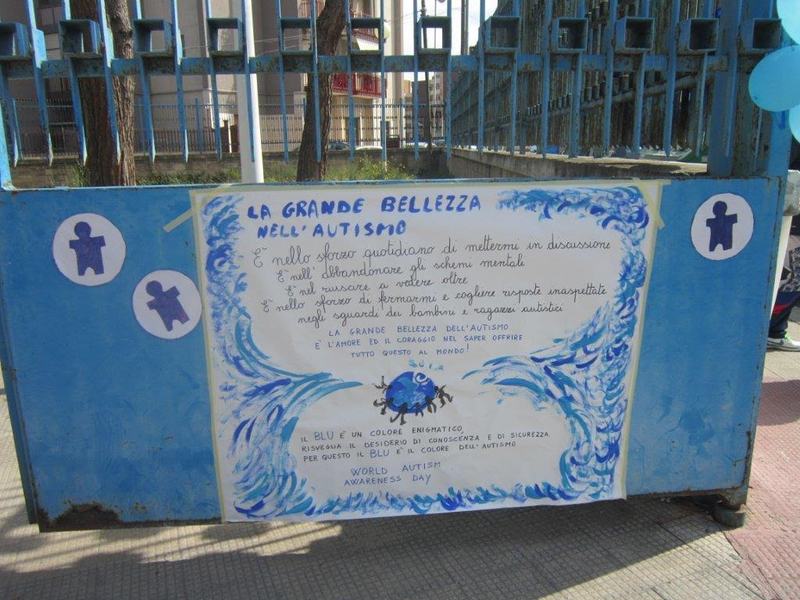 LA GRANDE BELLEZZA
NELL'AUTISMO
E' nello sforzo quotidiano di mettermi in discussione
E' nell'abbandonare gli schemi mentali
E' nel riuscire a vedere oltre
E' nello sforzo di fermarmi e cogliere risposte inaspettate
negli sguardi dei bambini e ragazzi autistici
LA GRANDE BELLEZZA DELL'AUTISMO
E' L'AMORE ED IL CORAGGIO NEL SAPER OFFRIRE
TUTTO QUESTO AL MONDO!
IL BLU E' UN COLORE ENIGMATICO,
RISVEGLIA IL DESIDERIO DI CONOSCENZA E DI SICUREZZA
PER QUESTO IL BLU E' IL COLORE DELL'AUTISMO
WORLD AUTISM
AWARENESS DAY